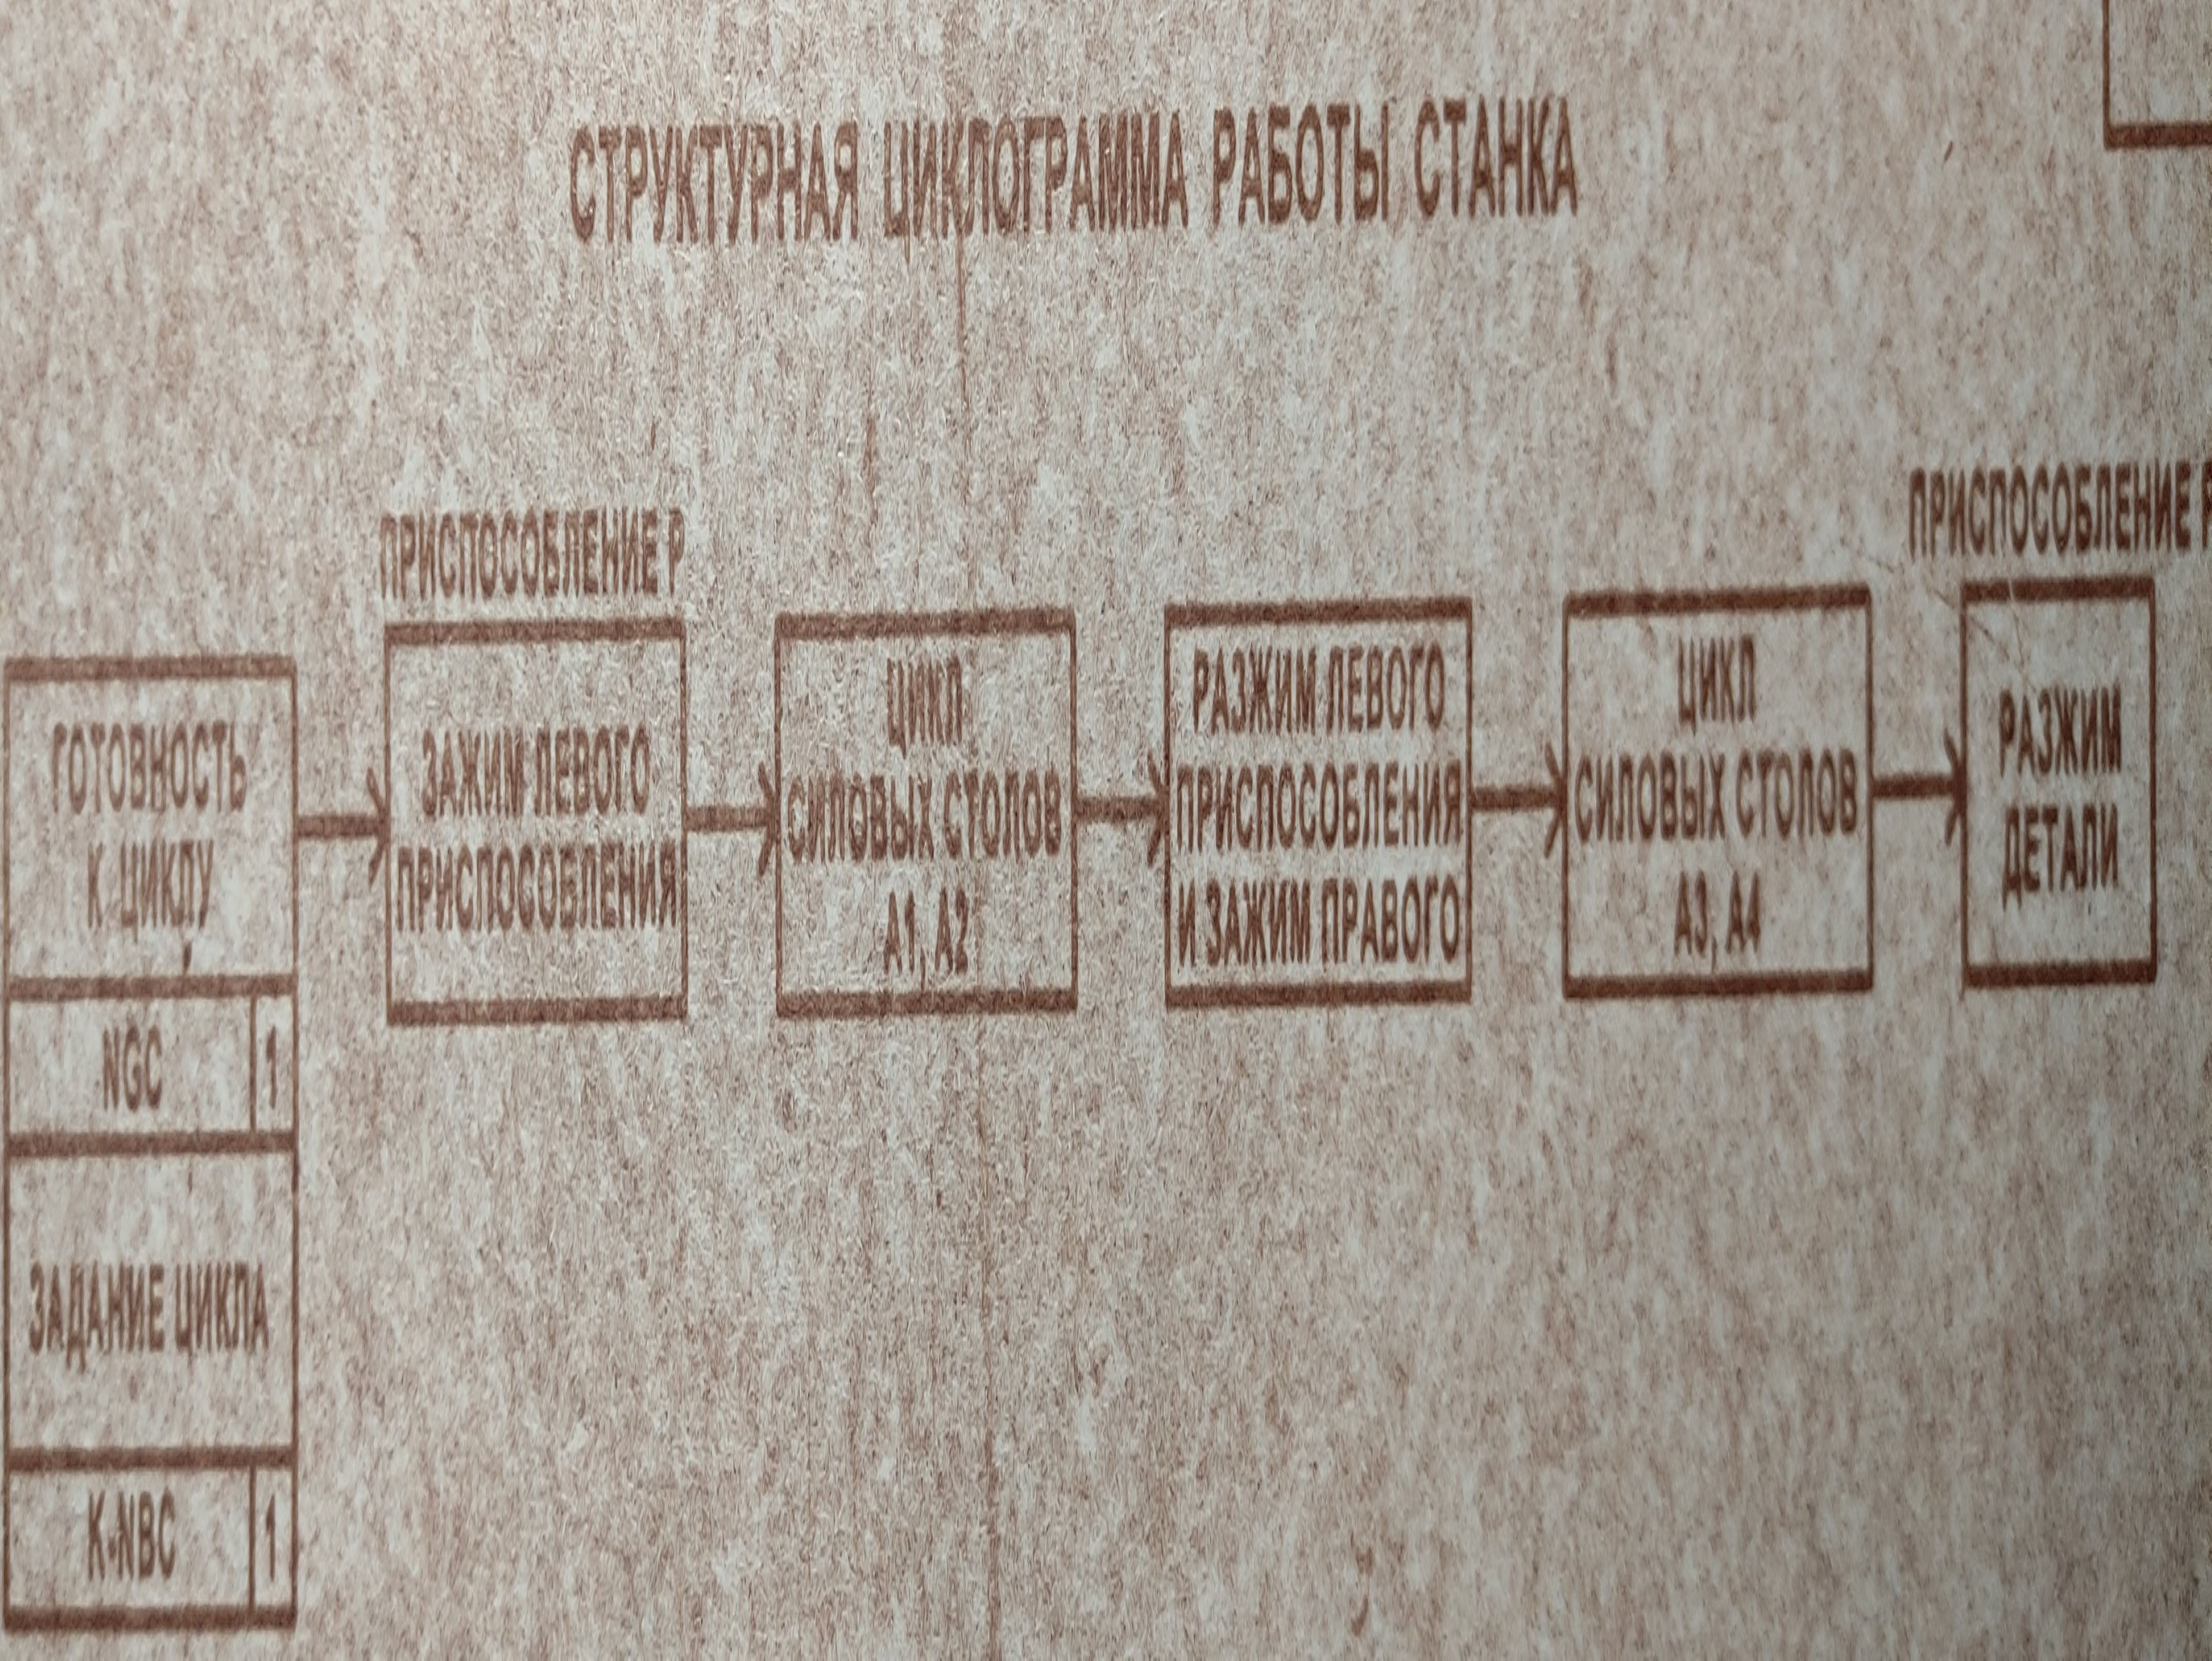 СТРУКТУРНАЯ ЦИКЛОГРАММА РАБОТЫ СТАНКА
ПРИСПОСОБЛЕНИЕ Р
ПРИСПОСОБЛЕНИЕ
ГОТОВНОСТЬ
К ЦИКЛУ
NGC 1
ЗАДАНИЕ ЦИКЛА
K-NBC 1
ЗАЖИМ ЛЕВОГО
ПРИСПОСОБЛЕНИЯ
ЦИКЛ
СИЛОВЫХ СТОЛОВ
А1, А2
РАЗЖИМ ЛЕВОГО
ПРИСПОСОБЛЕНИЯ
И ЗАЖИМ ПРАВОГО
ЦИКЛ
СИЛОВЫХ СТОЛОВ
А3, А4
РАЗЖИМ
ДЕТАЛИ